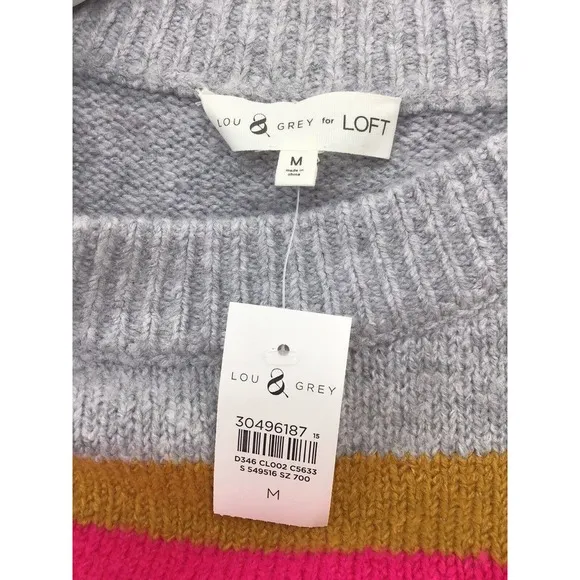 LOU & GREY for LOFT
M
made in
china
LOU & GREY
30496187 15
D346 CL002 C5633
S 549516 SZ 700
M